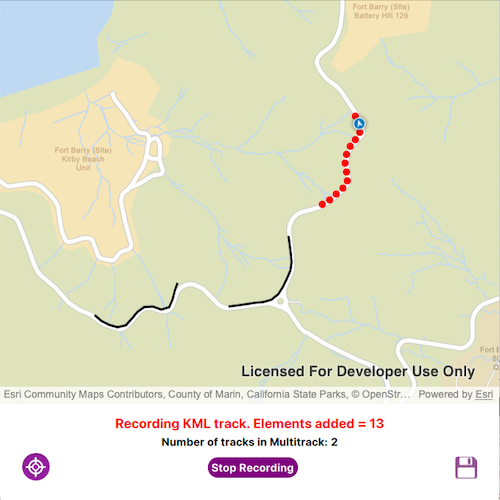 Fort Barry (Site)
Battery Hill 129
Fort Barry (Site)
Kirby Beach
Unit
Fort B
80
Q
Licensed For Developer Use Only
Esri Community Maps Contributors, County of Marin, California State Parks, © OpenStr... Powered by Esri
Recording KML track. Elements added = 13
Number of tracks in Multitrack: 2
Stop Recording